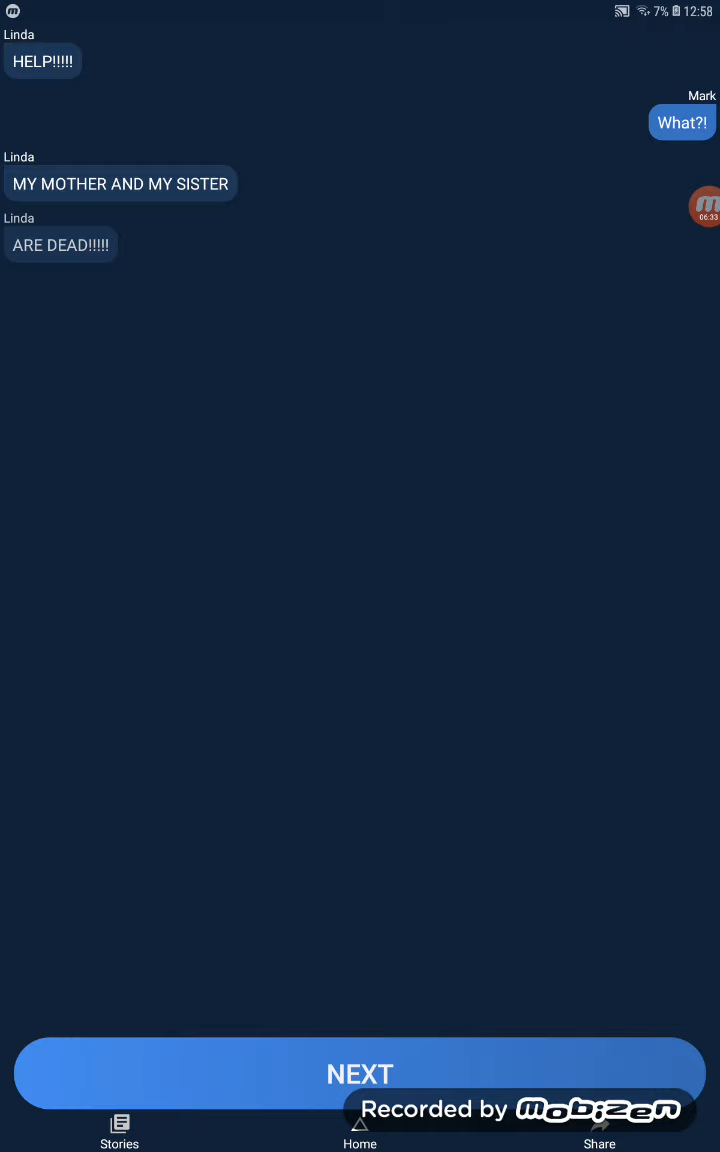 7% 12:58
Linda
HELP!!!!!
Mark
What?!
Linda
MY MOTHER AND MY SISTER
06:33
Linda
ARE DEAD!!!!!
NEXT
Recorded by mobizen
Stories
Home
Share